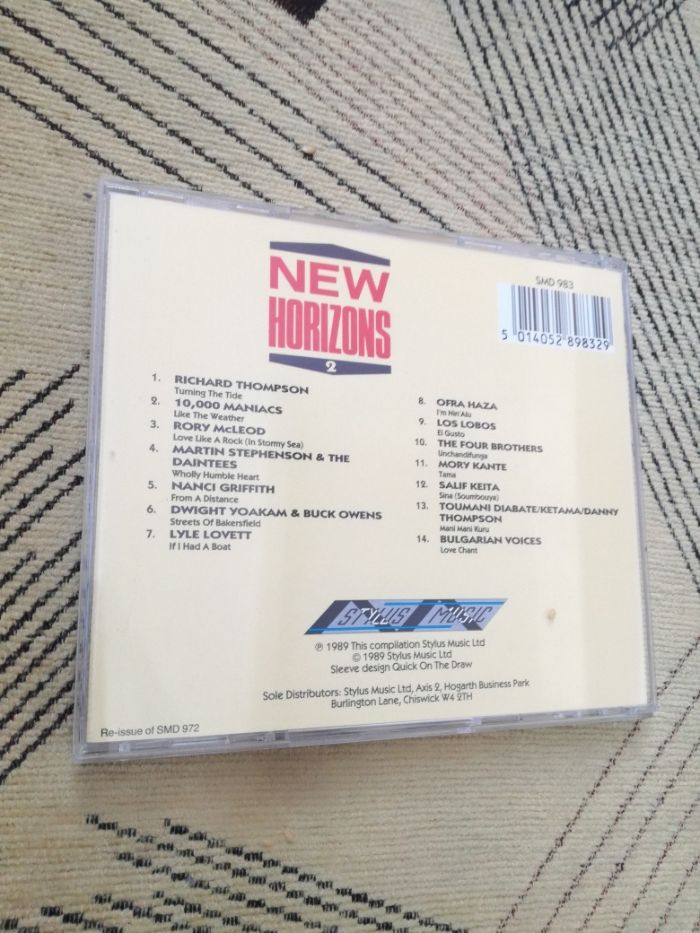 NEW
HORIZONS
2
SMD 983
5 014052 898329
1. RICHARD THOMPSON
Turning The Tide
2. 10,000 MANIACS
Like The Weather
3. RORY McLEOD
Love Like A Rock (In Stormy Sea)
4. MARTIN STEPHENSON & THE
DAINTEES
Wholly Humble Heart
5. NANCI GRIFFITH
From A Distance
6. DWIGHT YOAKAM & BUCK OWENS
Streets Of Bakersfield
7. LYLE LOVETT
If I Had A Boat
8. OFRA HAZA
I'm Nin'Alu
9. LOS LOBOS
El Gusto
10. THE FOUR BROTHERS
Unchandifunga
11. MORY KANTE
Tama
12. SALIF KEITA
Sina (Soumbouya)
13. TOUMANI DIABATE/KETAMA/DANNY
THOMPSON
Mani Mani Kuru
14. BULGARIAN VOICES
Love Chant
STYLUS MUSIC
℗ 1989 This compilation Stylus Music Ltd
© 1989 Stylus Music Ltd
Sleeve design Quick On The Draw
Sole Distributors: Stylus Music Ltd, Axis 2, Hogarth Business Park
Burlington Lane, Chiswick W4 2TH
Re-issue of SMD 972